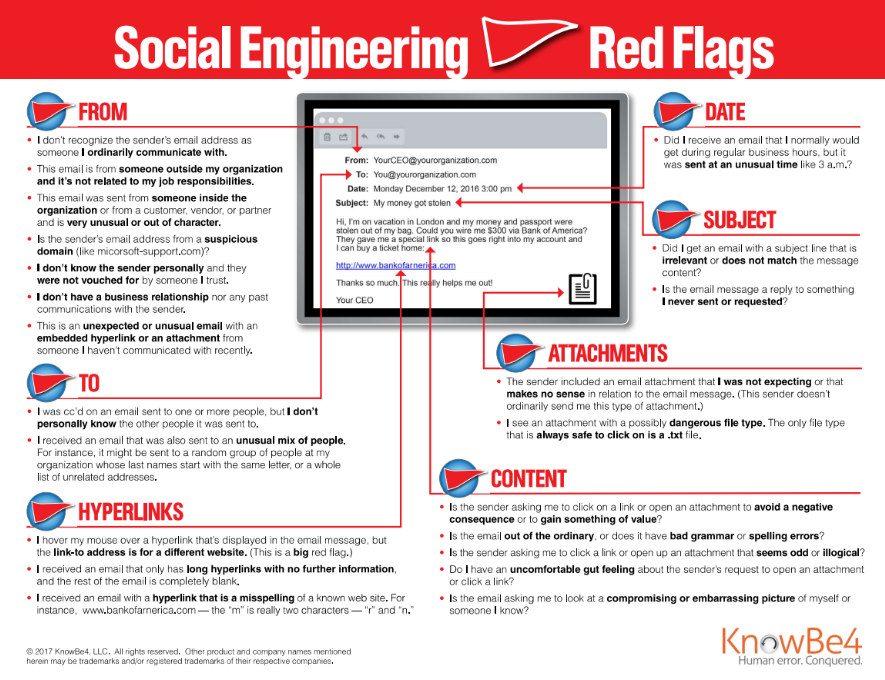 Social Engineering Red Flags
FROM
• I don't recognize the sender's email address as
someone I ordinarily communicate with.
• This email is from someone outside my organization
and it's not related to my job responsibilities.
• This email was sent from someone inside the
organization or from a customer, vendor, or partner
and is very unusual or out of character.
• Is the sender's email address from a suspicious
domain (like micorsoft-support.com)?
• I don't know the sender personally and they
were not vouched for by someone I trust.
• I don't have a business relationship nor any past
communications with the sender.
• This is an unexpected or unusual email with an
embedded hyperlink or an attachment from
someone I haven't communicated with recently.
TO
• I was cc'd on an email sent to one or more people, but I don't
personally know the other people it was sent to.
• I received an email that was also sent to an unusual mix of people.
For instance, it might be sent to a random group of people at my
organization whose last names start with the same letter, or a whole
list of unrelated addresses.
HYPERLINKS
• I hover my mouse over a hyperlink that's displayed in the email message, but
the link-to address is for a different website. (This is a big red flag.)
• I received an email that only has long hyperlinks with no further information,
and the rest of the email is completely blank.
• I received an email with a hyperlink that is a misspelling of a known web site. For
instance, www.bankofarnerica.com — the "m" is really two characters — "r" and "n."
From: YourCEO@yourorganization.com
To: You@yourorganization.com
Date: Monday December 12, 2016 3:00 pm
Subject: My money got stolen
Hi, I'm on vacation in London and my money and passport were
stolen out of my bag. Could you wire me $300 via Bank of America?
They gave me a special link so this goes right into my account and
I can buy a ticket home:
http://www.bankofarnerica.com
Thanks so much. This really helps me out!
Your CEO
DATE
• Did I receive an email that I normally would
get during regular business hours, but it
was sent at an unusual time like 3 a.m.?
SUBJECT
• Did I get an email with a subject line that is
irrelevant or does not match the message
content?
• Is the email message a reply to something
I never sent or requested?
ATTACHMENTS
• The sender included an email attachment that I was not expecting or that
makes no sense in relation to the email message. (This sender doesn't
ordinarily send me this type of attachment.)
• I see an attachment with a possibly dangerous file type. The only file type
that is always safe to click on is a .txt file.
CONTENT
• Is the sender asking me to click on a link or open an attachment to avoid a negative
consequence or to gain something of value?
• Is the email out of the ordinary, or does it have bad grammar or spelling errors?
• Is the sender asking me to click a link or open up an attachment that seems odd or illogical?
• Do I have an uncomfortable gut feeling about the sender's request to open an attachment
or click a link?
• Is the email asking me to look at a compromising or embarrassing picture of myself or
someone I know?
© 2017 KnowBe4, LLC. All rights reserved. Other product and company names mentioned
herein may be trademarks and/or registered trademarks of their respective companies.
KnowBe4
Human error. Conquered.